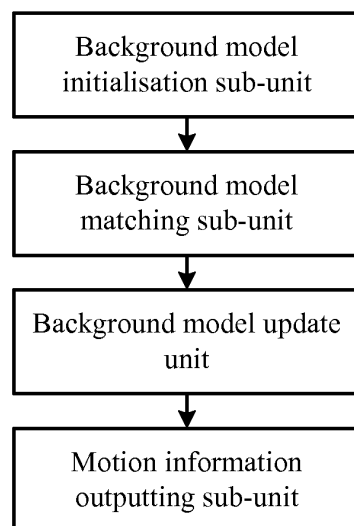 Background model
initialisation sub-unit
Background model
matching sub-unit
Background model update
unit
Motion information
outputting sub-unit